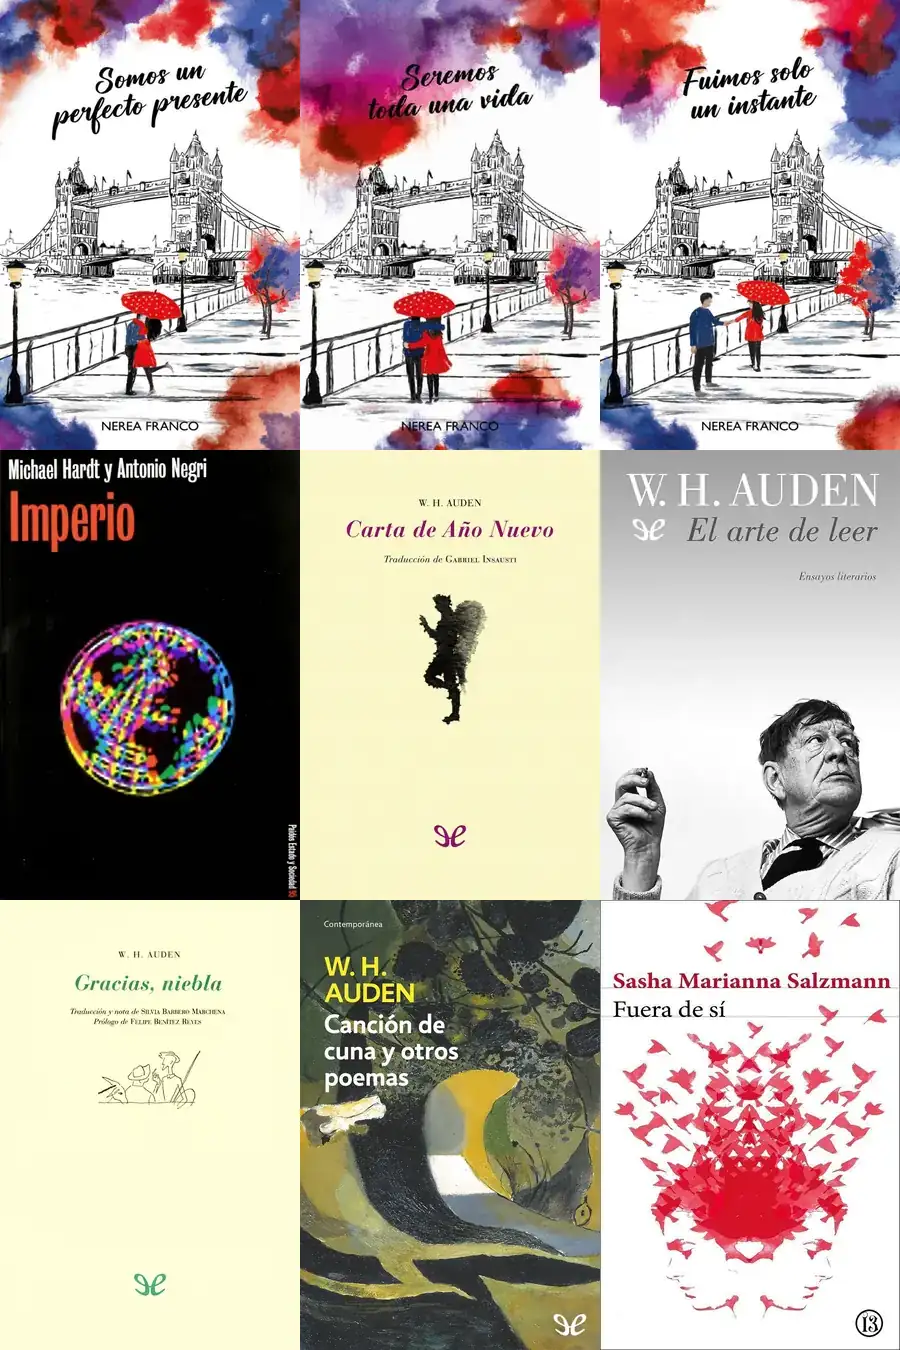 Somos un
perfecto presente
NEREA FRANCO
Seremos
toda una vida
NEREA FRANCO
Fuimos solo
un instante
NEREA FRANCO
Michael Hardt y Antonio Negri
Imperio
Paidós Estado y Sociedad
W. H. AUDEN
Carta de Año Nuevo
Traducción de GABRIEL INSAUSTI
W. H. AUDEN
El arte de leer
Ensayos literarios
W. H. AUDEN
Gracias, niebla
Traducción y nota de SILVIA BARBERO MARCHENA
Prólogo de FELIPE BENÍTEZ REYES
Contemporánea
W. H.
AUDEN
Canción de
cuna y otros
poemas
Sasha Marianna Salzmann
Fuera de sí
13